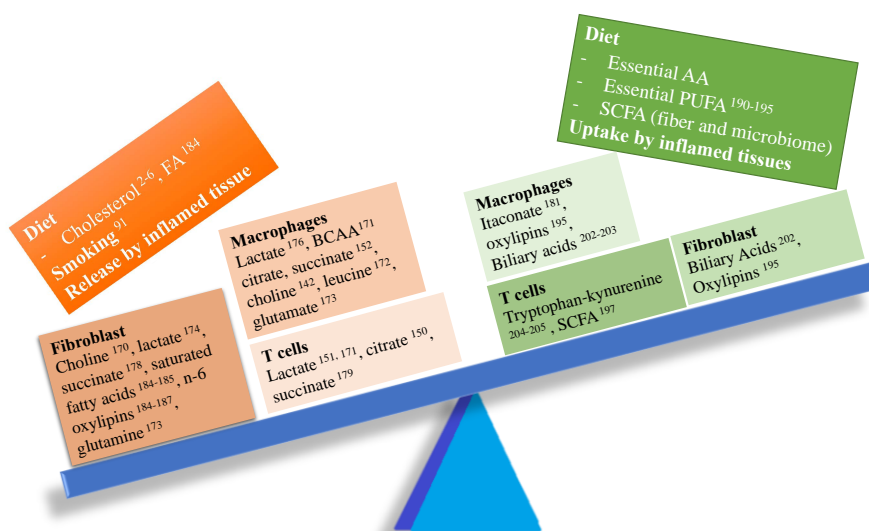 Diet
- Cholesterol 2-6, FA 184
Smoking 91
Release by inflamed tissue
Fibroblast
Choline 170, lactate 174,
succinate 178, saturated
fatty acids 184-185, n-6
oxylipins 184-187,
glutamine 173
Macrophages
Lactate 176, BCAA 171
citrate, succinate 152,
choline 142, leucine 172,
glutamate 173
T cells
Lactate 151, 171, citrate 150,
succinate 179
Diet
- Essential AA
- Essential PUFA 190-195
- SCFA (fiber and microbiome)
Uptake by inflamed tissues
Macrophages
Itaconate 181,
oxylipins 195,
Biliary acids 202-203
T cells
Tryptophan-kynurenine
204-205, SCFA 197
Fibroblast
Biliary Acids 202,
Oxylipins 195